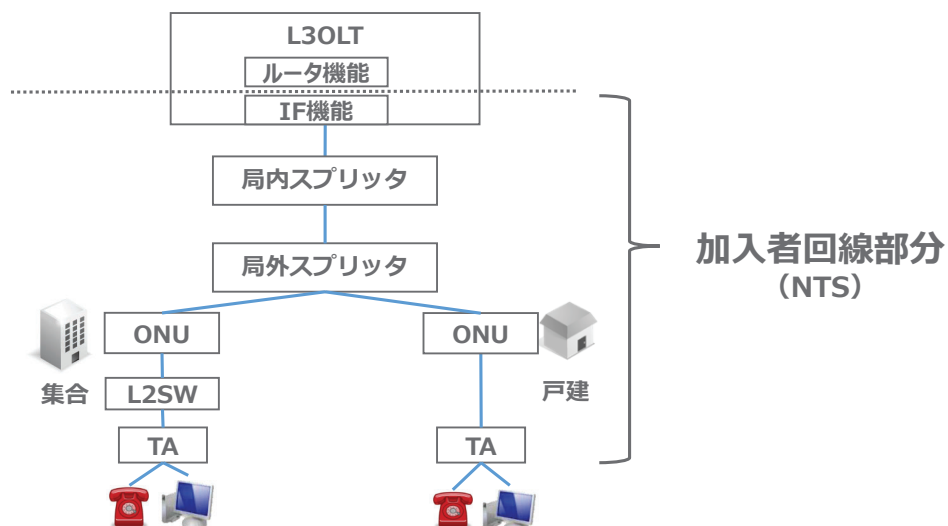 L3OLT
ルータ機能
IF機能
局内スプリッタ
局外スプリッタ
加入者回線部分
（NTS）
ONU
ONU
集合
L2SW
戸建
TA
TA